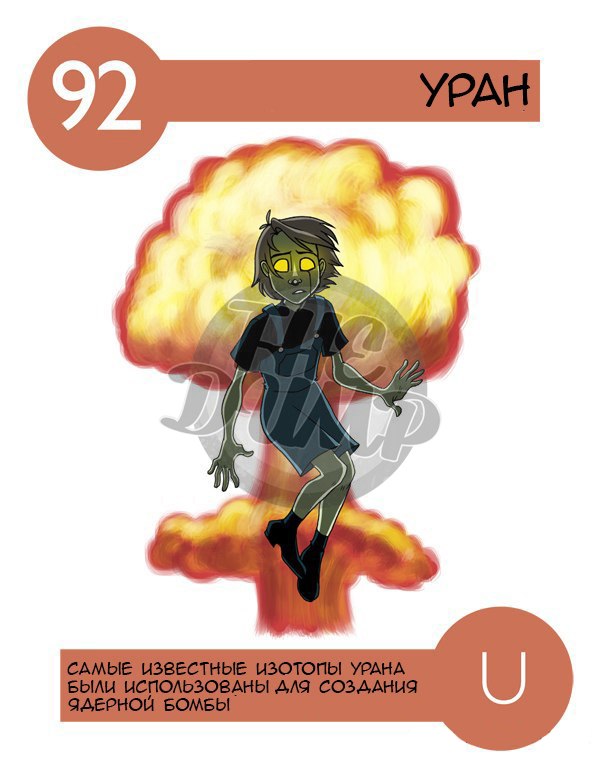 92
УРАН
САМЫЕ ИЗВЕСТНЫЕ ИЗОТОПЫ УРАНА
БЫЛИ ИСПОЛЬЗОВАНЫ ДЛЯ СОЗДАНИЯ
ЯДЕРНОЙ БОМБЫ
U